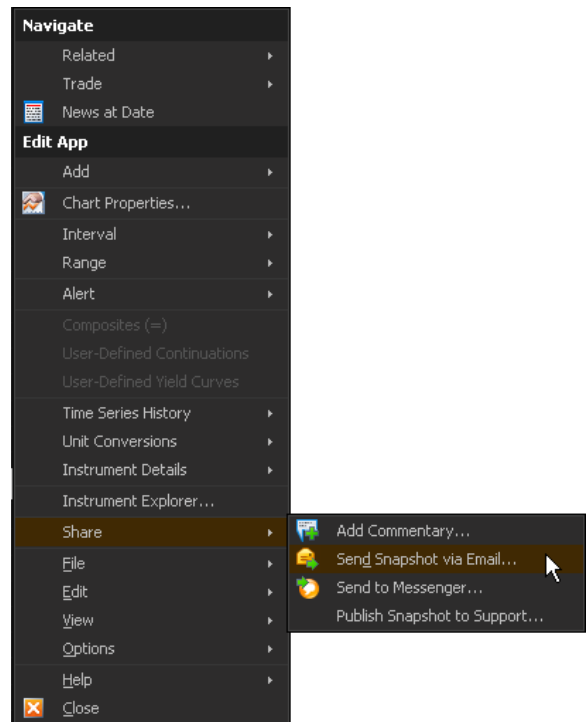 Navigate
Related
Trade
News at Date
Edit App
Add
Chart Properties...
Interval
Range
Alert
Composites (=)
User-Defined Continuations
User-Defined Yield Curves
Time Series History
Unit Conversions
Instrument Details
Instrument Explorer...
Share
File
Edit
View
Options
Help
Close
Add Commentary...
Send Snapshot via Email...
Send to Messenger...
Publish Snapshot to Support...